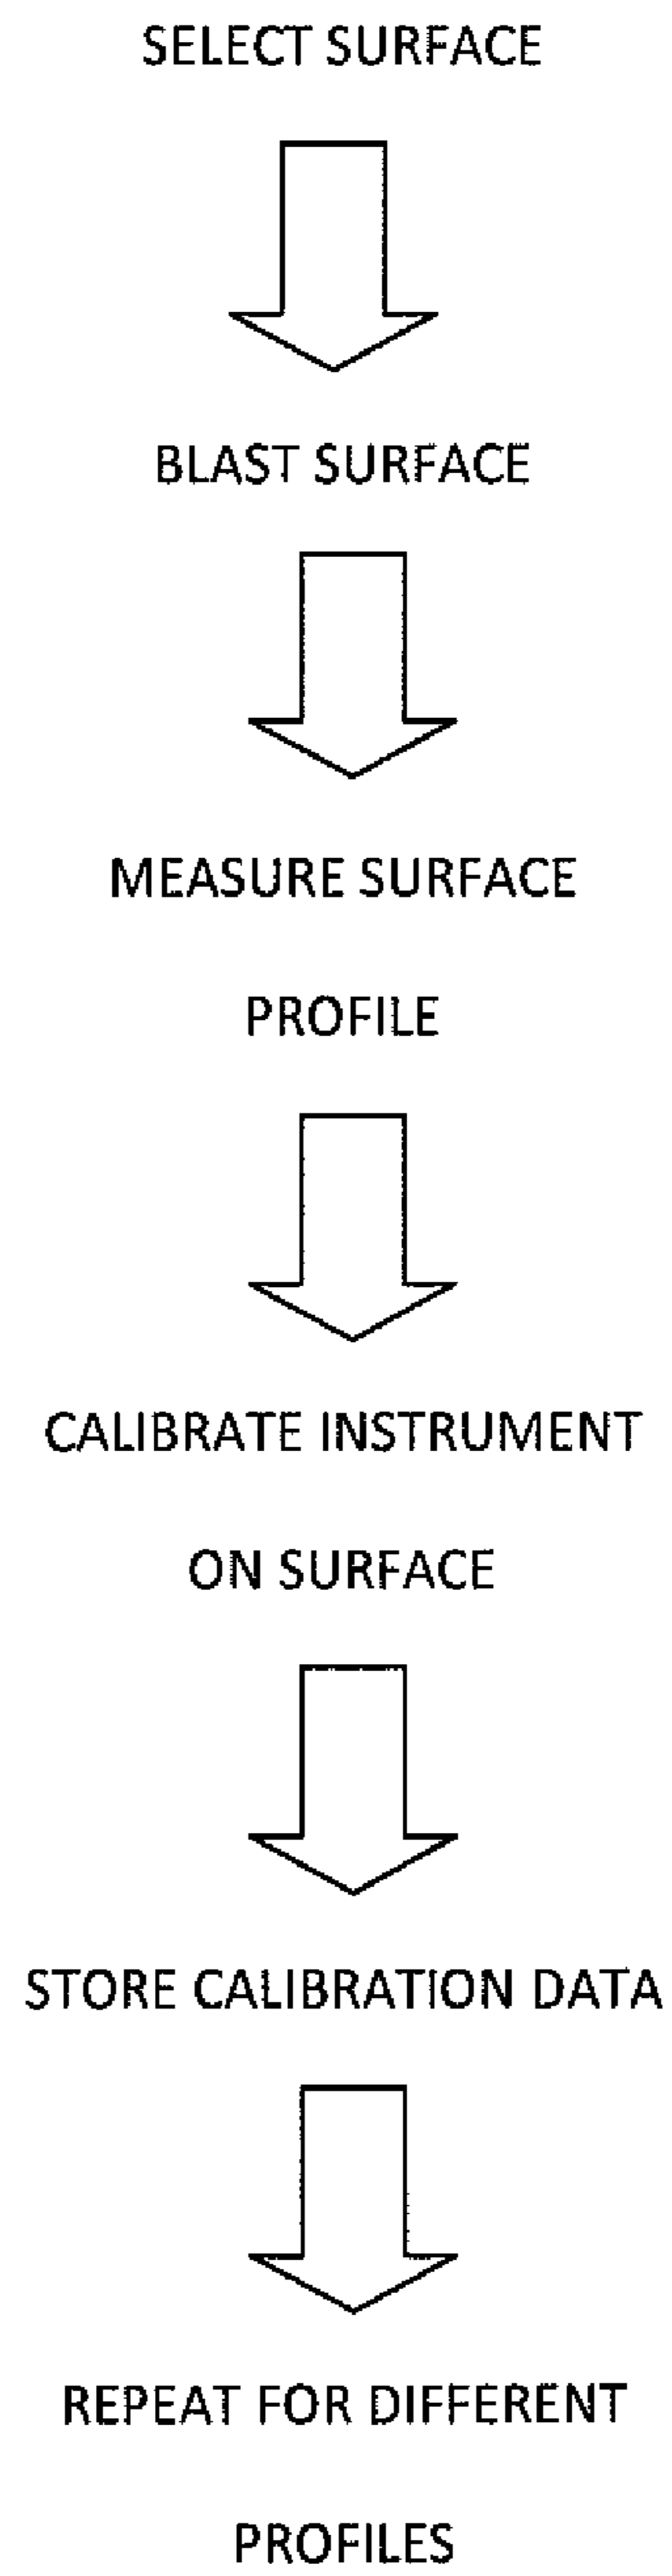 SELECT SURFACE
BLAST SURFACE
MEASURE SURFACE
PROFILE
CALIBRATE INSTRUMENT
ON SURFACE
STORE CALIBRATION DATA
REPEAT FOR DIFFERENT
PROFILES